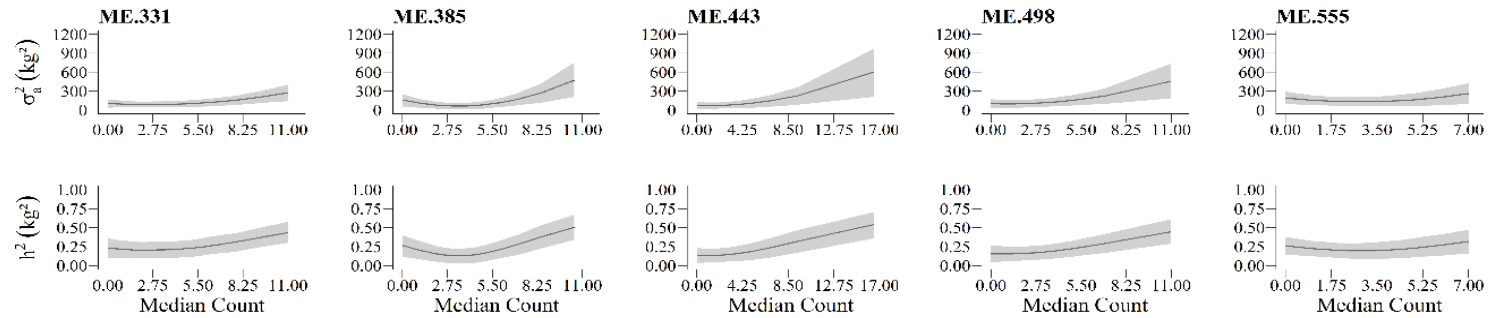 ME.331 ME.385 ME.443 ME.498 ME.555
σ²a (kg²)
1200 1200 1200 1200 1200
900 900 900 900 900
600 600 600 600 600
300 300 300 300 300
0 0 0 0 0
0.00 2.75 5.50 8.25 11.00 0.00 2.75 5.50 8.25 11.00 0.00 4.25 8.50 12.75 17.00 0.00 2.75 5.50 8.25 11.00 0.00 1.75 3.50 5.25 7.00
h² (kg²)
1.00 1.00 1.00 1.00 1.00
0.75 0.75 0.75 0.75 0.75
0.50 0.50 0.50 0.50 0.50
0.25 0.25 0.25 0.25 0.25
0.00 0.00 0.00 0.00 0.00
0.00 2.75 5.50 8.25 11.00 0.00 2.75 5.50 8.25 11.00 0.00 4.25 8.50 12.75 17.00 0.00 2.75 5.50 8.25 11.00 0.00 1.75 3.50 5.25 7.00
Median Count Median Count Median Count Median Count Median Count